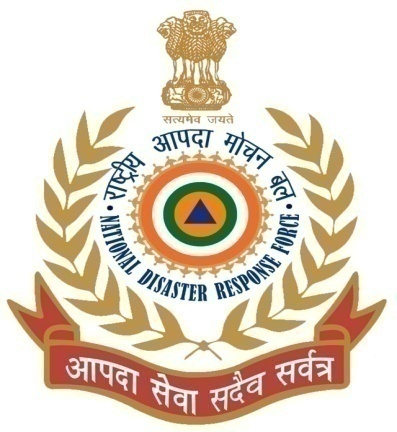 सत्यमेव जयते
राष्ट्रीय आपदा मोचन बल
NATIONAL DISASTER RESPONSE FORCE
आपदा सेवा सदैव सर्वत्र